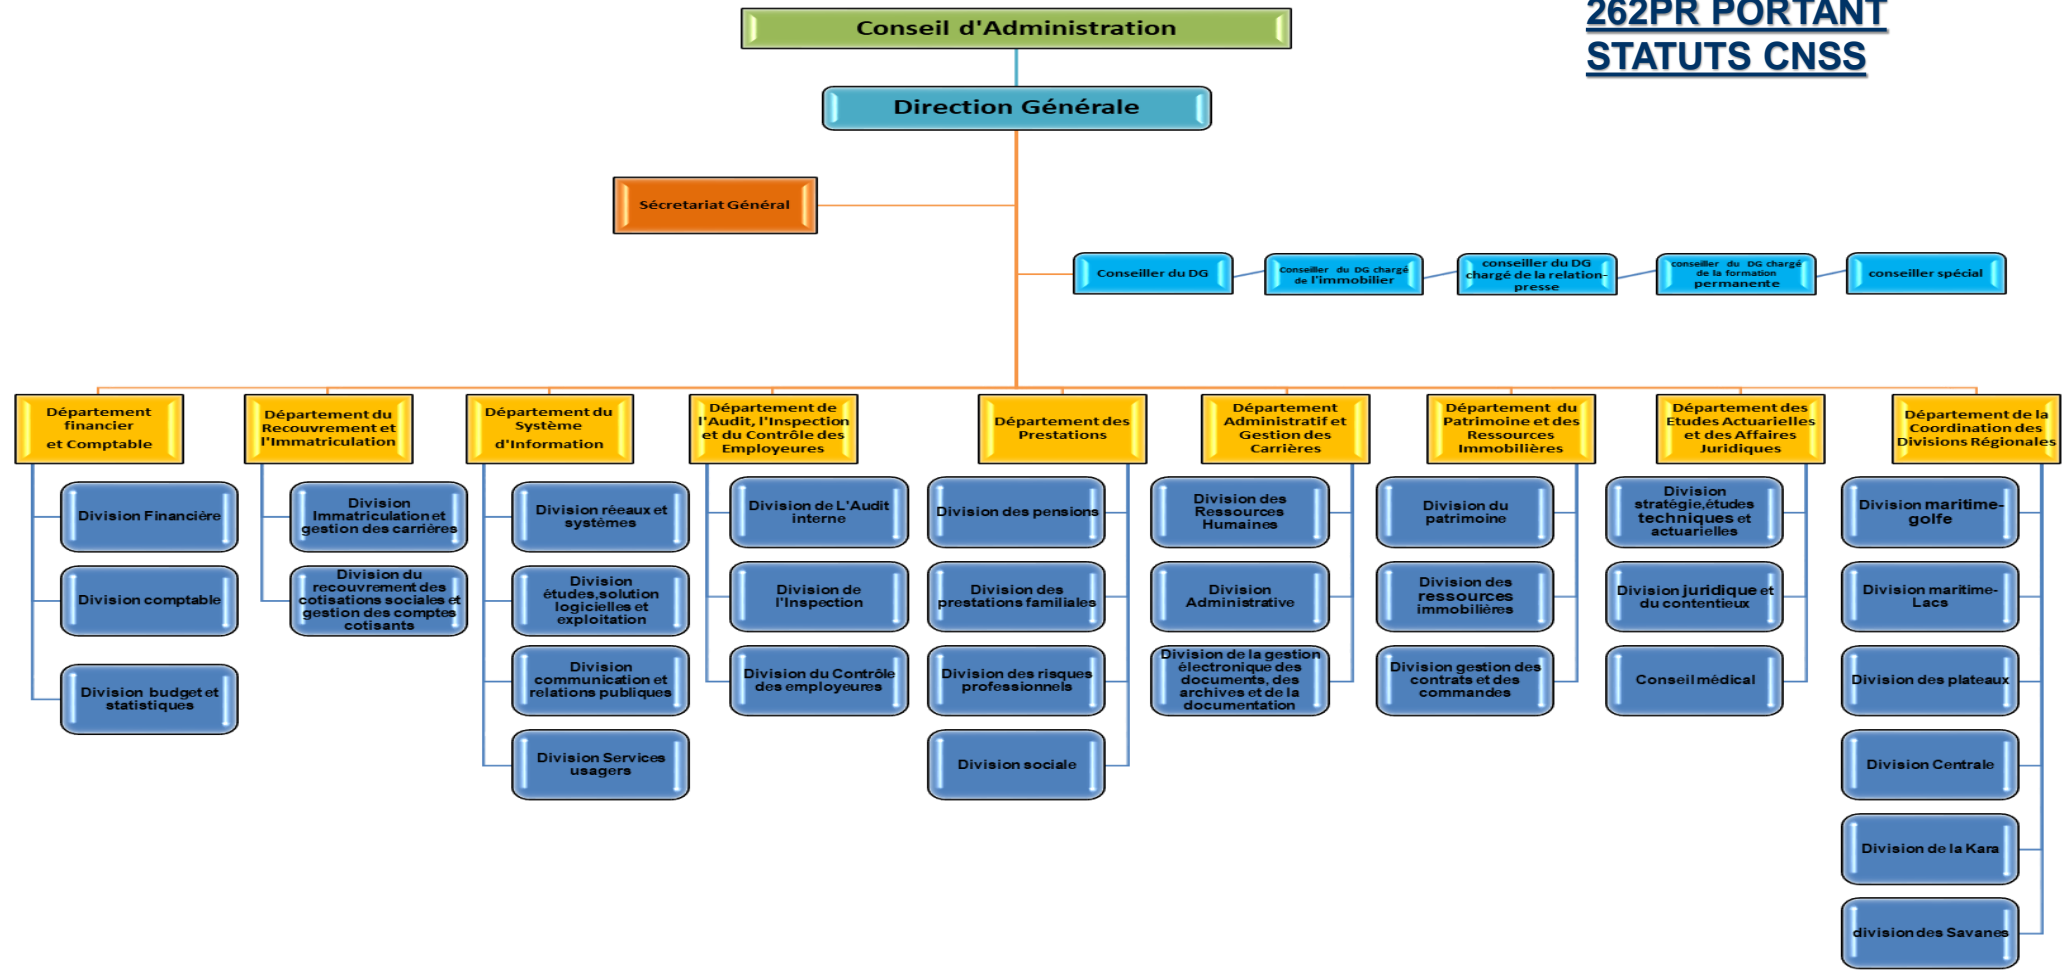 262PR PORTANT
STATUTS CNSS
Conseil d'Administration
Direction Générale
Sécretariat Général
Conseiller du DG
Conseiller du DG chargé
de l'immobilier
conseiller du DG
chargé de la relation-
presse
conseiller du DG chargé
de la formation
permanente
conseiller spécial
Département
financier
et Comptable
Département du
Recouvrement et
l'Immatriculation
Département du
Système
d'Information
Département de
l'Audit, l'Inspection
et du Contrôle des
Employeures
Département des
Prestations
Département
Administratif et
Gestion des
Carrières
Département du
Patrimoine et des
Ressources
Immobilières
Département des
Etudes Actuarielles
et des Affaires
Juridiques
Département de la
Coordination des
Divisions Régionales
Division Financière
Division comptable
Division budget et
statistiques
Division
Immatriculation et
gestion des carrières
Division du
recouvrement des
cotisations sociales et
gestion des comptes
cotisants
Division réeaux et
systèmes
Division
études,solution
logicielles et
exploitation
Division
communication et
relations publiques
Division Services
usagers
Division de L'Audit
interne
Division de
l'Inspection
Division du Contrôle
des employeures
Division des pensions
Division des
prestations familiales
Division des risques
professionnels
Division sociale
Division des
Ressources
Humaines
Division
Administrative
Division de la gestion
électronique des
documents, des
archives et de la
documentation
Division du
patrimoine
Division des
ressources
immobilières
Division gestion des
contrats et des
commandes
Division
stratégie,études
techniques et
actuarielles
Division juridique et
du contentieux
Conseil médical
Division maritime-
golfe
Division maritime-
Lacs
Division des plateaux
Division Centrale
Division de la Kara
division des Savanes